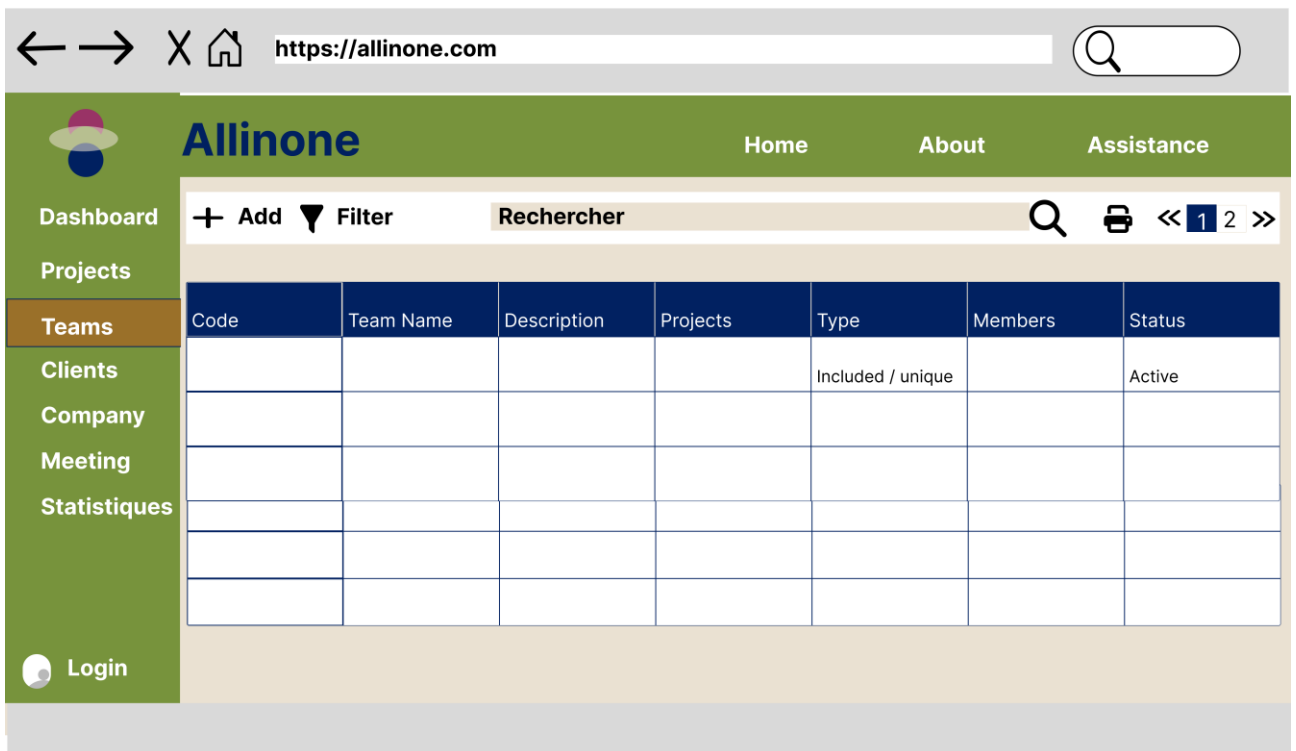 X
https://allinone.com
Allinone
Home About Assistance
Dashboard
Projects
Teams
Clients
Company
Meeting
Statistiques
Login
Add Filter Rechercher « 1 2 »
Code Team Name Description Projects Type Members Status
Included / unique Active